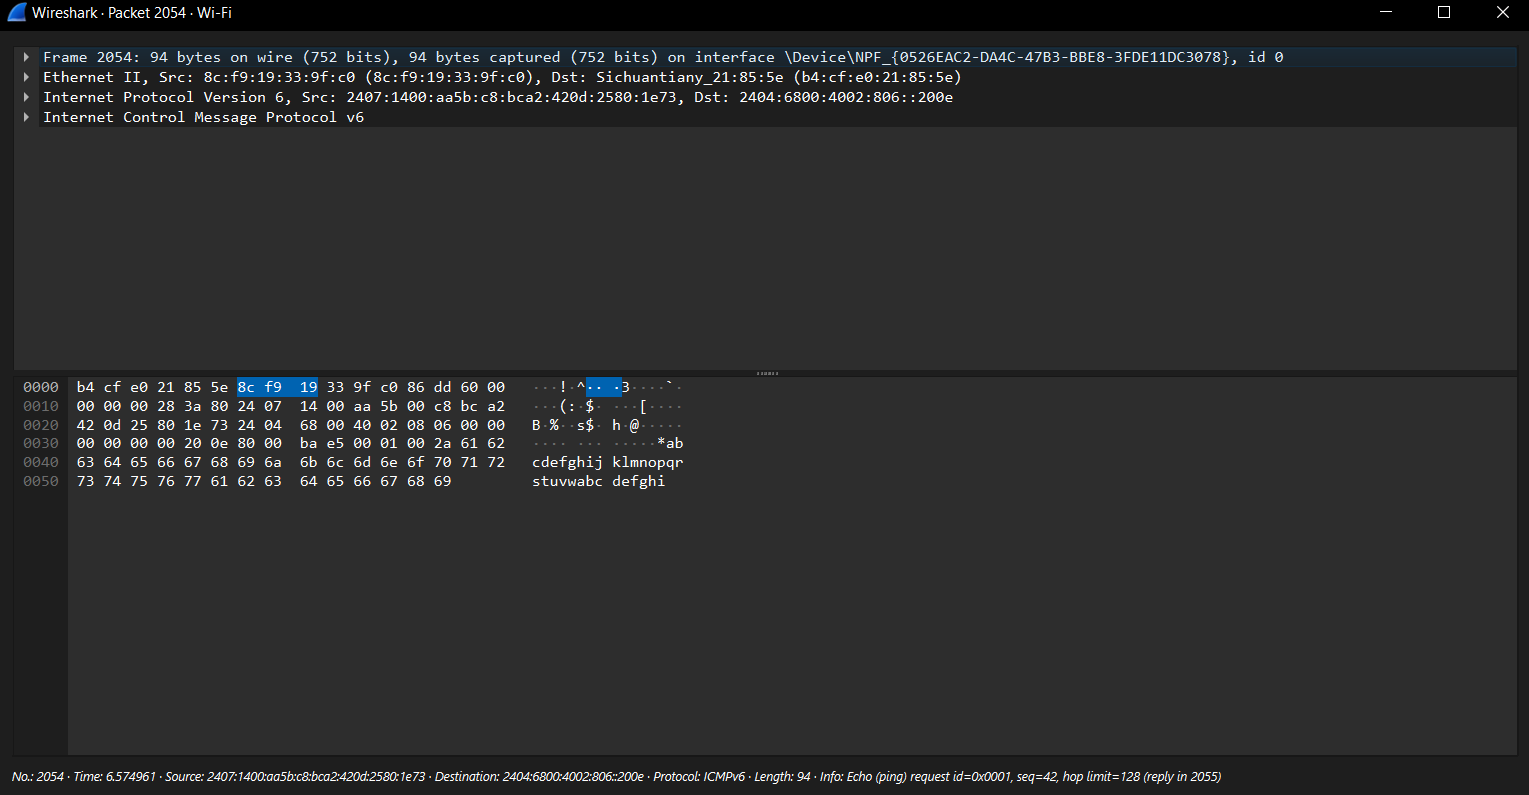 Wireshark · Packet 2054 · Wi-Fi
Frame 2054: 94 bytes on wire (752 bits), 94 bytes captured (752 bits) on interface \Device\NPF_{0526EAC2-DA4C-47B3-BBE8-3FDE11DC3078}, id 0
Ethernet II, Src: 8c:f9:19:33:9f:c0 (8c:f9:19:33:9f:c0), Dst: Sichuantiany_21:85:5e (b4:cf:e0:21:85:5e)
Internet Protocol Version 6, Src: 2407:1400:aa5b:c8:bca2:420d:2580:1e73, Dst: 2404:6800:4002:806::200e
Internet Control Message Protocol v6
0000 b4 cf e0 21 85 5e 8c f9 19 33 9f c0 86 dd 60 00 ···!·^·· ·3····`·
0010 00 00 00 28 3a 80 24 07 14 00 aa 5b 00 c8 bc a2 ···(:·$· ···[····
0020 42 0d 25 80 1e 73 24 04 68 00 40 02 08 06 00 00 B·%··s$· h·@·····
0030 00 00 00 00 20 0e 80 00 ba e5 00 01 00 2a 61 62 ···· ··· ·····*ab
0040 63 64 65 66 67 68 69 6a 6b 6c 6d 6e 6f 70 71 72 cdefghij klmnopqr
0050 73 74 75 76 77 61 62 63 64 65 66 67 68 69 stuvwabc defghi
No.: 2054 · Time: 6.574961 · Source: 2407:1400:aa5b:c8:bca2:420d:2580:1e73 · Destination: 2404:6800:4002:806::200e · Protocol: ICMPv6 · Length: 94 · Info: Echo (ping) request id=0x0001, seq=42, hop limit=128 (reply in 2055)